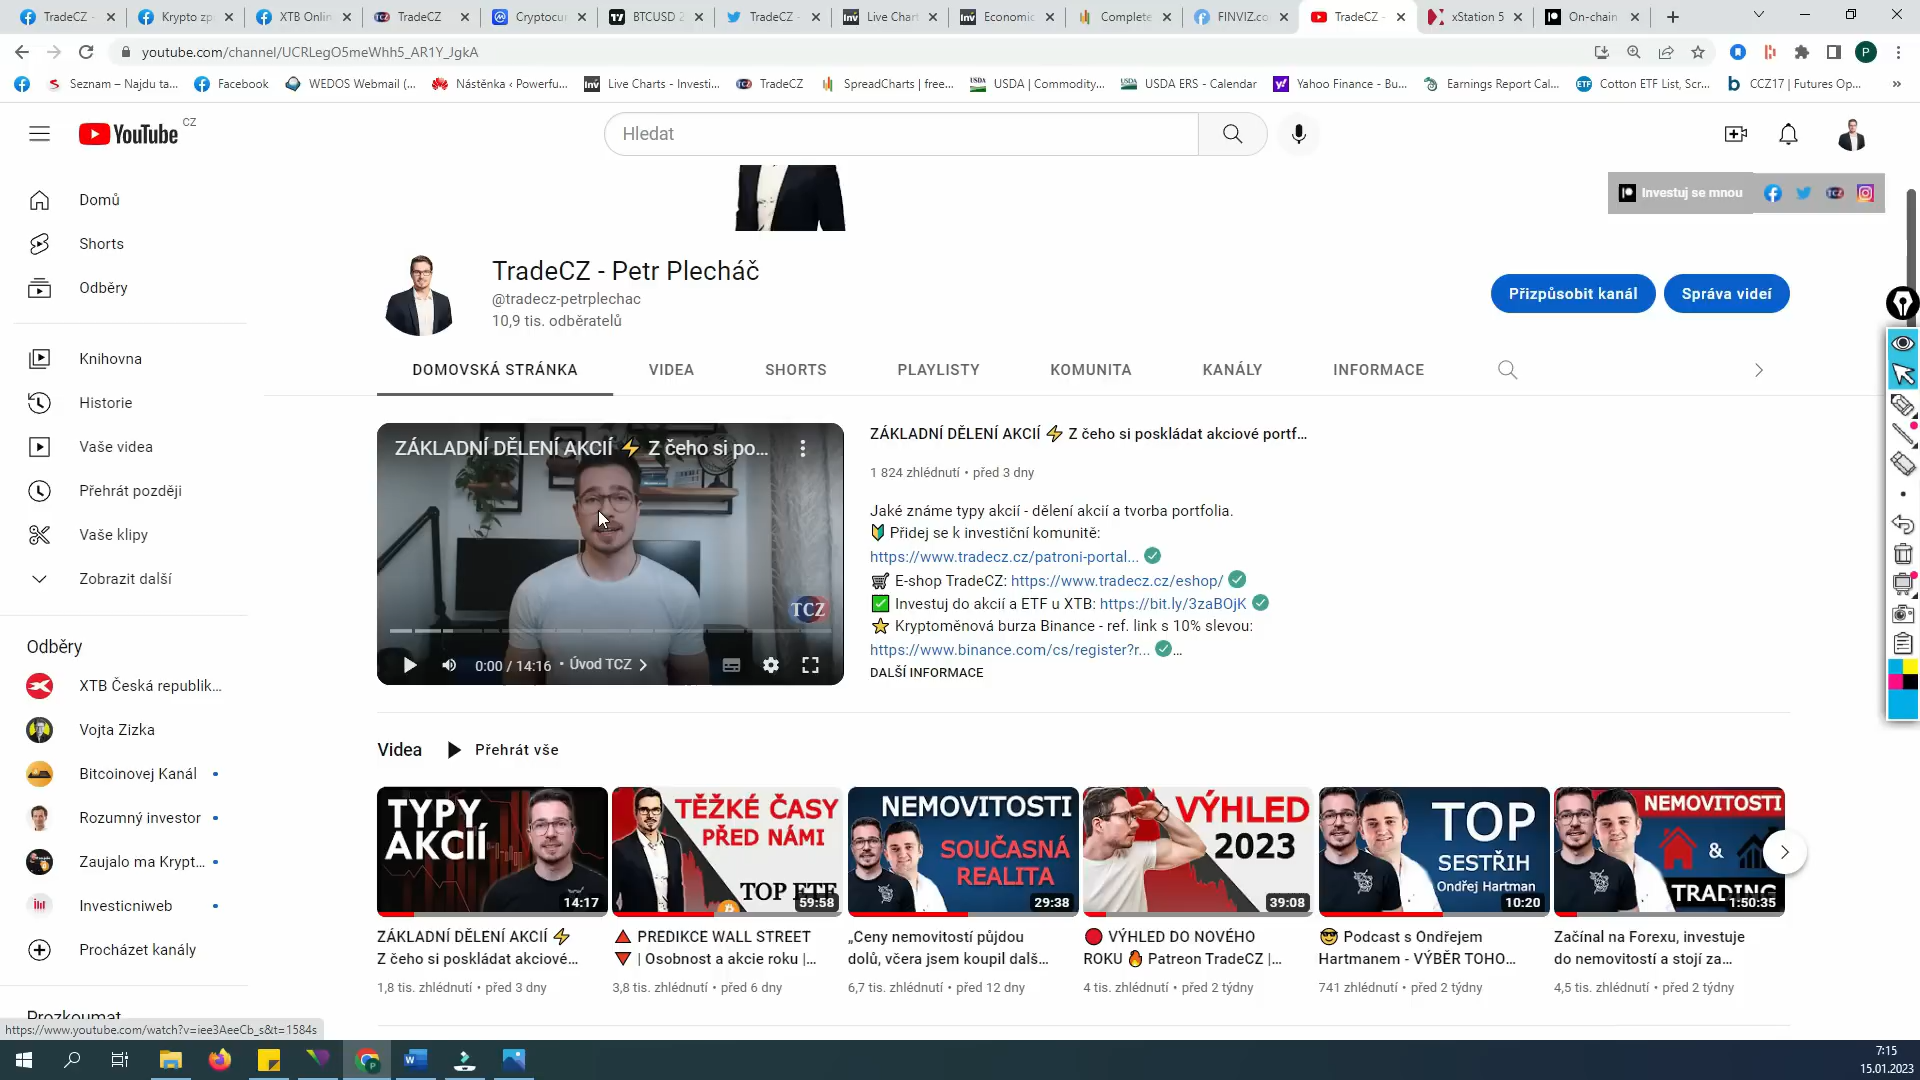 TradeCZ -
Krypto zp
XTB Onlin
TradeCZ
Cryptocu
BTCUSD 2
TradeCZ -
Live Chart
Economic
Complete
FINVIZ.co
TradeCZ -
xStation 5
On-chain
youtube.com/channel/UCRLegO5meWhh5_AR1Y_JgkA
P
Seznam – Najdu ta...
Facebook
WEDOS Webmail (...
Nástěnka ‹ Powerfu...
Live Charts - Investi...
TradeCZ
SpreadCharts | free...
USDA | Commodity...
USDA ERS - Calendar
Yahoo Finance - Bu...
Earnings Report Cal...
Cotton ETF List, Scr...
CCZ17 | Futures Op...
»
YouTube CZ
Hledat
Investuj se mnou
Domů
Shorts
Odběry
Knihovna
Historie
Vaše videa
Přehrát později
Vaše klipy
Zobrazit další
Odběry
XTB Česká republik...
Vojta Zizka
Bitcoinovej Kanál
Rozumný investor
Zaujalo ma Krypt...
Investicniweb
Procházet kanály
Prozkoumat
TradeCZ - Petr Plecháč
@tradecz-petrplechac
10,9 tis. odběratelů
Přizpůsobit kanál
Správa videí
DOMOVSKÁ STRÁNKA
VIDEA
SHORTS
PLAYLISTY
KOMUNITA
KANÁLY
INFORMACE
ZÁKLADNÍ DĚLENÍ AKCIÍ ⚡ Z čeho si po...
TCZ
0:00 / 14:16 • Úvod TCZ
ZÁKLADNÍ DĚLENÍ AKCIÍ ⚡ Z čeho si poskládat akciové portf...
1 824 zhlédnutí • před 3 dny
Jaké známe typy akcií - dělení akcií a tvorba portfolia.
🔰 Přidej se k investiční komunitě:
https://www.tradecz.cz/patroni-portal... 
🛒 E-shop TradeCZ: https://www.tradecz.cz/eshop/
✅ Investuj do akcií a ETF u XTB: https://bit.ly/3zaBOjK
⭐ Kryptoměnová burza Binance - ref. link s 10% slevou:
https://www.binance.com/cs/register?r... ...
DALŠÍ INFORMACE
Videa
Přehrát vše
TYPY
AKCIÍ
14:17
TĚŽKÉ ČASY
PŘED NÁMI
TOP ETF
59:58
NEMOVITOSTI
SOUČASNÁ
REALITA
29:38
VÝHLED
2023
39:08
TOP
SESTŘIH
Ondřej Hartman
10:20
NEMOVITOSTI
&
TRADING
1:50:35
ZÁKLADNÍ DĚLENÍ AKCIÍ ⚡
Z čeho si poskládat akciové...
1,8 tis. zhlédnutí • před 3 dny
🔺 PREDIKCE WALL STREET
🔻 | Osobnost a akcie roku |...
3,8 tis. zhlédnutí • před 6 dny
„Ceny nemovitostí půjdou
dolů, včera jsem koupil dalš...
6,7 tis. zhlédnutí • před 12 dny
🔴 VÝHLED DO NOVÉHO
ROKU 🔥 Patreon TradeCZ |...
4 tis. zhlédnutí • před 2 týdny
😎 Podcast s Ondřejem
Hartmanem - VÝBĚR TOHO...
741 zhlédnutí • před 2 týdny
Začínal na Forexu, investuje
do nemovitostí a stojí za...
4,5 tis. zhlédnutí • před 2 týdny
https://www.youtube.com/watch?v=iee3AeeCb_s&t=1584s
7:15
15.01.2023